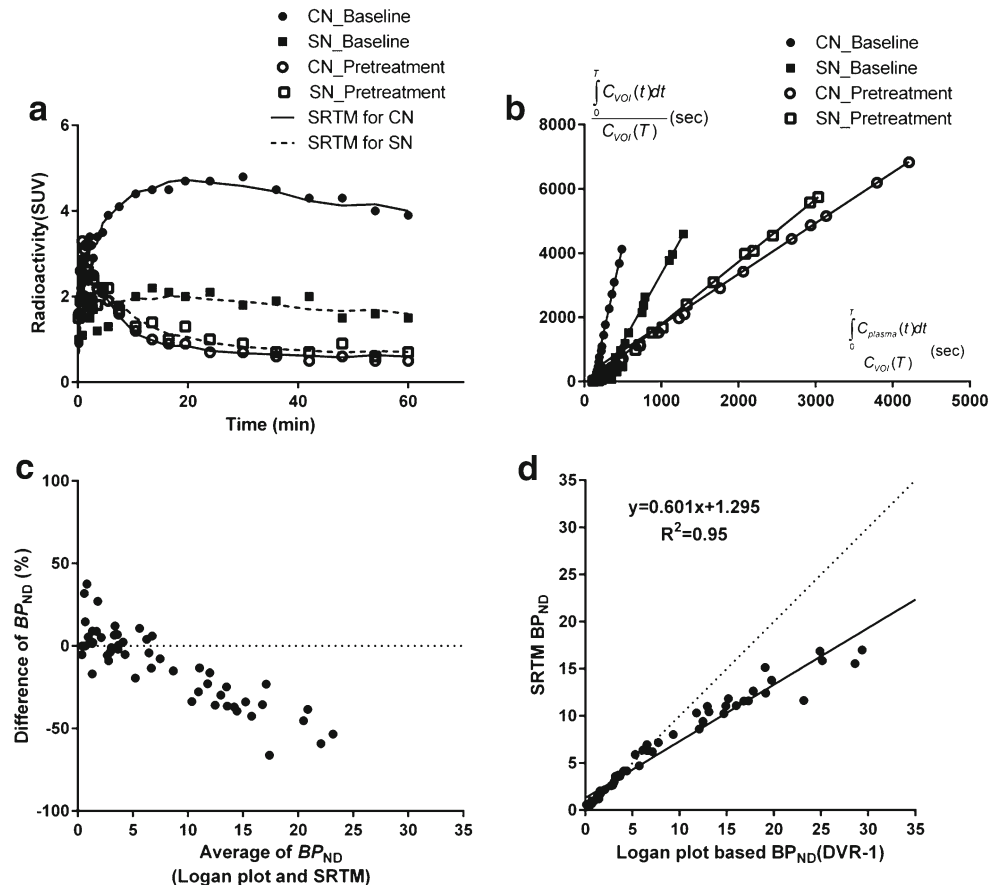 CN_Baseline
SN_Baseline
CN_Pretreatment
SN_Pretreatment
SRTM for CN
SRTM for SN
a
Radioactivity(SUV)
6
4
2
0
0
20
40
60
Time (min)
CN_Baseline
SN_Baseline
CN_Pretreatment
SN_Pretreatment
b
T
∫ C_VOI (t)dt
0
C_VOI (T)
(sec)
8000
6000
4000
2000
0
0
1000
2000
3000
4000
5000
T
∫ C_plasma (t)dt
0
C_VOI (T)
(sec)
c
Difference of BP_ND (%)
100
50
0
-50
-100
0
5
10
15
20
25
30
35
Average of BP_ND
(Logan plot and SRTM)
d
y=0.601x+1.295
R²=0.95
SRTM BP_ND
35
30
25
20
15
10
5
0
0
5
10
15
20
25
30
35
Logan plot based BP_ND(DVR-1)